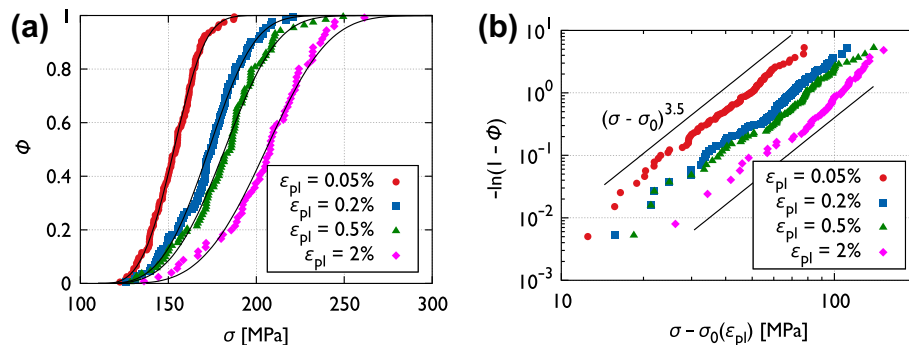 (a)
1
0.8
0.6
0.4
0.2
0
Φ
100 150 200 250 300
σ [MPa]
ε_pl = 0.05%
ε_pl = 0.2%
ε_pl = 0.5%
ε_pl = 2%
(b)
10^1
10^0
10^-1
10^-2
10^-3
-ln(1 - Φ)
(σ - σ_0)^3.5
ε_pl = 0.05%
ε_pl = 0.2%
ε_pl = 0.5%
ε_pl = 2%
10 100
σ – σ_0(ε_pl) [MPa]